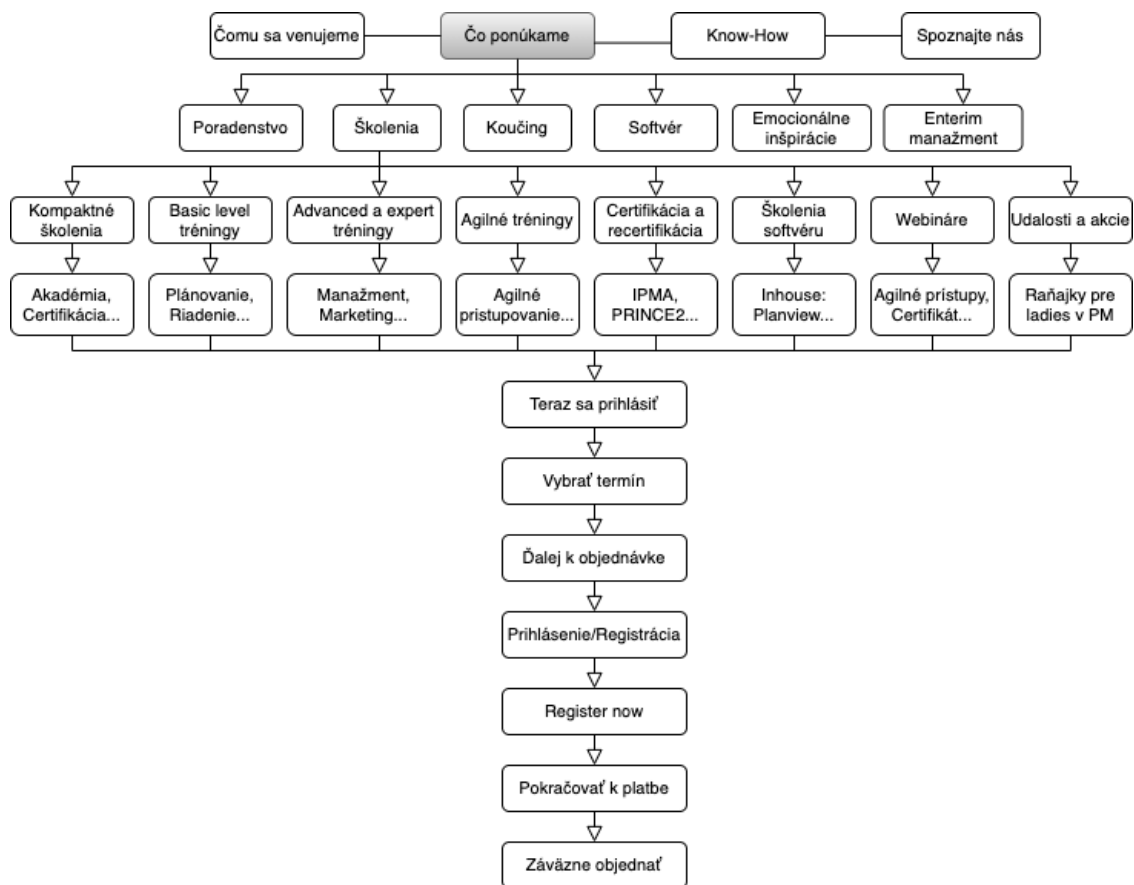 Čomu sa venujeme
Čo ponúkame
Know-How
Spoznajte nás
Poradenstvo
Školenia
Koučing
Softvér
Emocionálne
inšpirácie
Enterim
manažment
Kompaktné
školenia
Basic level
tréningy
Advanced a expert
tréningy
Agilné tréningy
Certifikácia a
recertifikácia
Školenia
softvéru
Webináre
Udalosti a akcie
Akadémia,
Certifikácia...
Plánovanie,
Riadenie...
Manažment,
Marketing...
Agilné
pristupovanie...
IPMA,
PRINCE2...
Inhouse:
Planview...
Agilné prístupy,
Certifikát...
Raňajky pre
ladies v PM
Teraz sa prihlásiť
Vybrať termín
Ďalej k objednávke
Prihlásenie/Registrácia
Register now
Pokračovať k platbe
Záväzne objednať